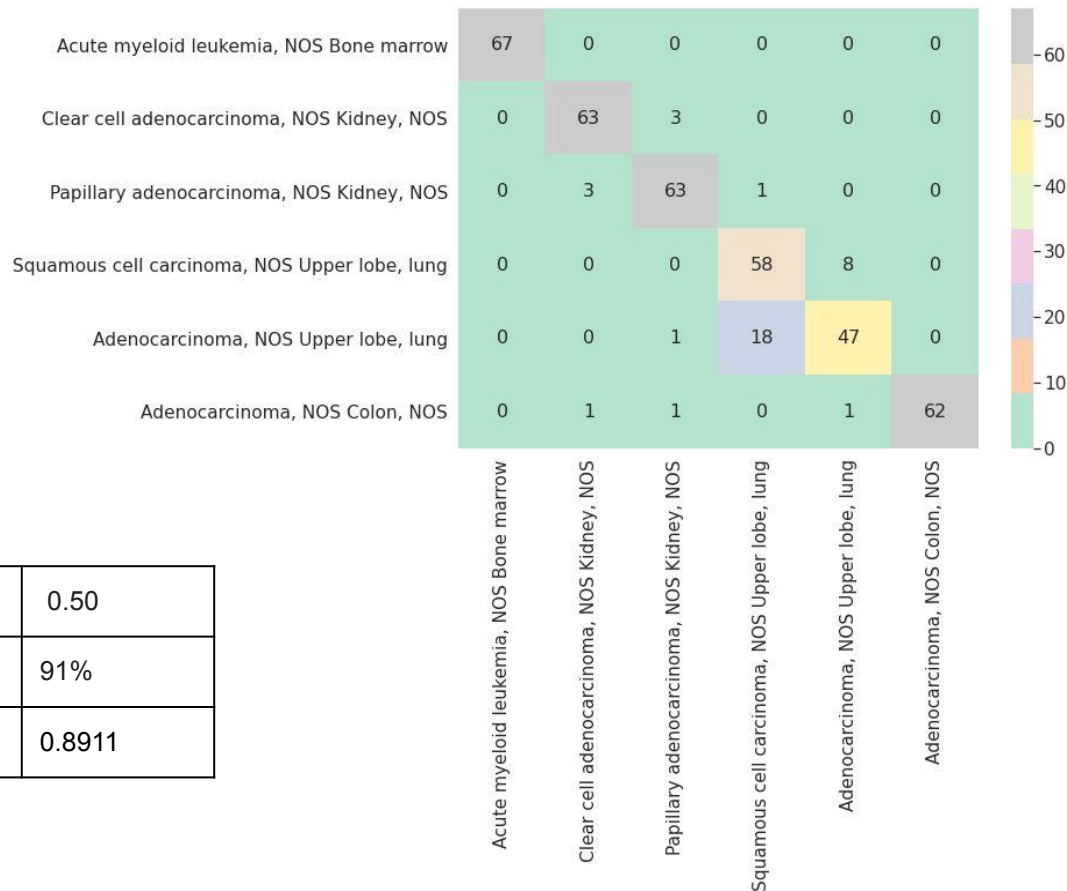 Acute myeloid leukemia, NOS Bone marrow 67 0 0 0 0 0
Clear cell adenocarcinoma, NOS Kidney, NOS 0 63 3 0 0 0
Papillary adenocarcinoma, NOS Kidney, NOS 0 3 63 1 0 0
Squamous cell carcinoma, NOS Upper lobe, lung 0 0 0 58 8 0
Adenocarcinoma, NOS Upper lobe, lung 0 0 1 18 47 0
Adenocarcinoma, NOS Colon, NOS 0 1 1 0 1 62
60
50
40
30
20
10
0
Acute myeloid leukemia, NOS Bone marrow
Clear cell adenocarcinoma, NOS Kidney, NOS
Papillary adenocarcinoma, NOS Kidney, NOS
Squamous cell carcinoma, NOS Upper lobe, lung
Adenocarcinoma, NOS Upper lobe, lung
Adenocarcinoma, NOS Colon, NOS
0.50
91%
0.8911